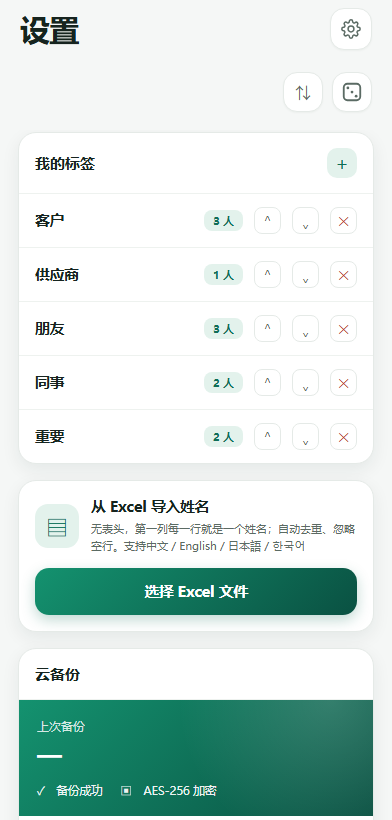 设置
我的标签
+
客户 3 人
供应商 1 人
朋友 3 人
同事 2 人
重要 2 人
从 Excel 导入姓名
无表头，第一列每一行就是一个姓名；自动去重、忽略
空行。支持中文 / English / 日本語 / 한국어
选择 Excel 文件
云备份
上次备份
—
✓ 备份成功 ▣ AES-256 加密